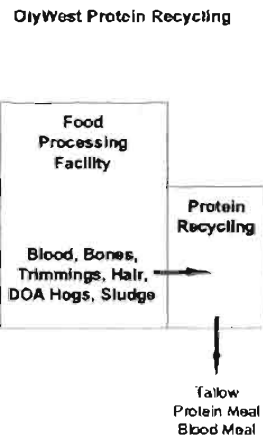 OlyWest Protein Recycling
Food
Processing
Facility
Protein
Recycling
Blood, Bones,
Trimmings, Hair,
DOA Hogs, Sludge
Tallow
Protein Meal
Blood Meal